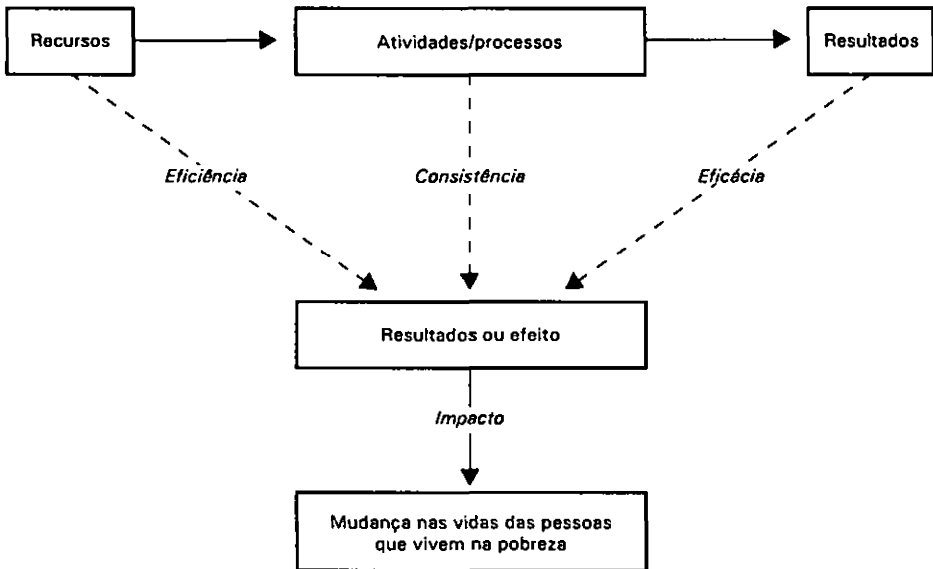 Recursos
Atividades/processos
Resultados
Eficiência
Consistência
Eficácia
Resultados ou efeito
Impacto
Mudança nas vidas das pessoas
que vivem na pobreza